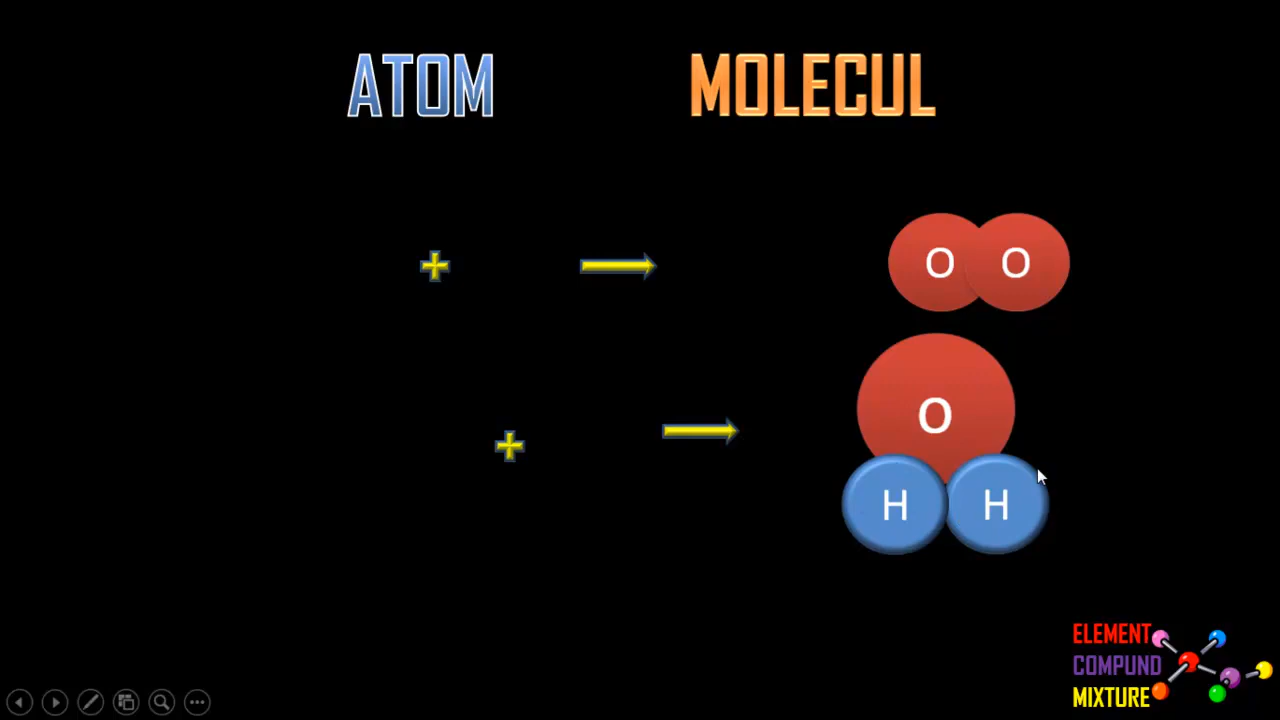 ATOM MOLECUL
+
O O
O
+
H H
ELEMENT
COMPUND
MIXTURE